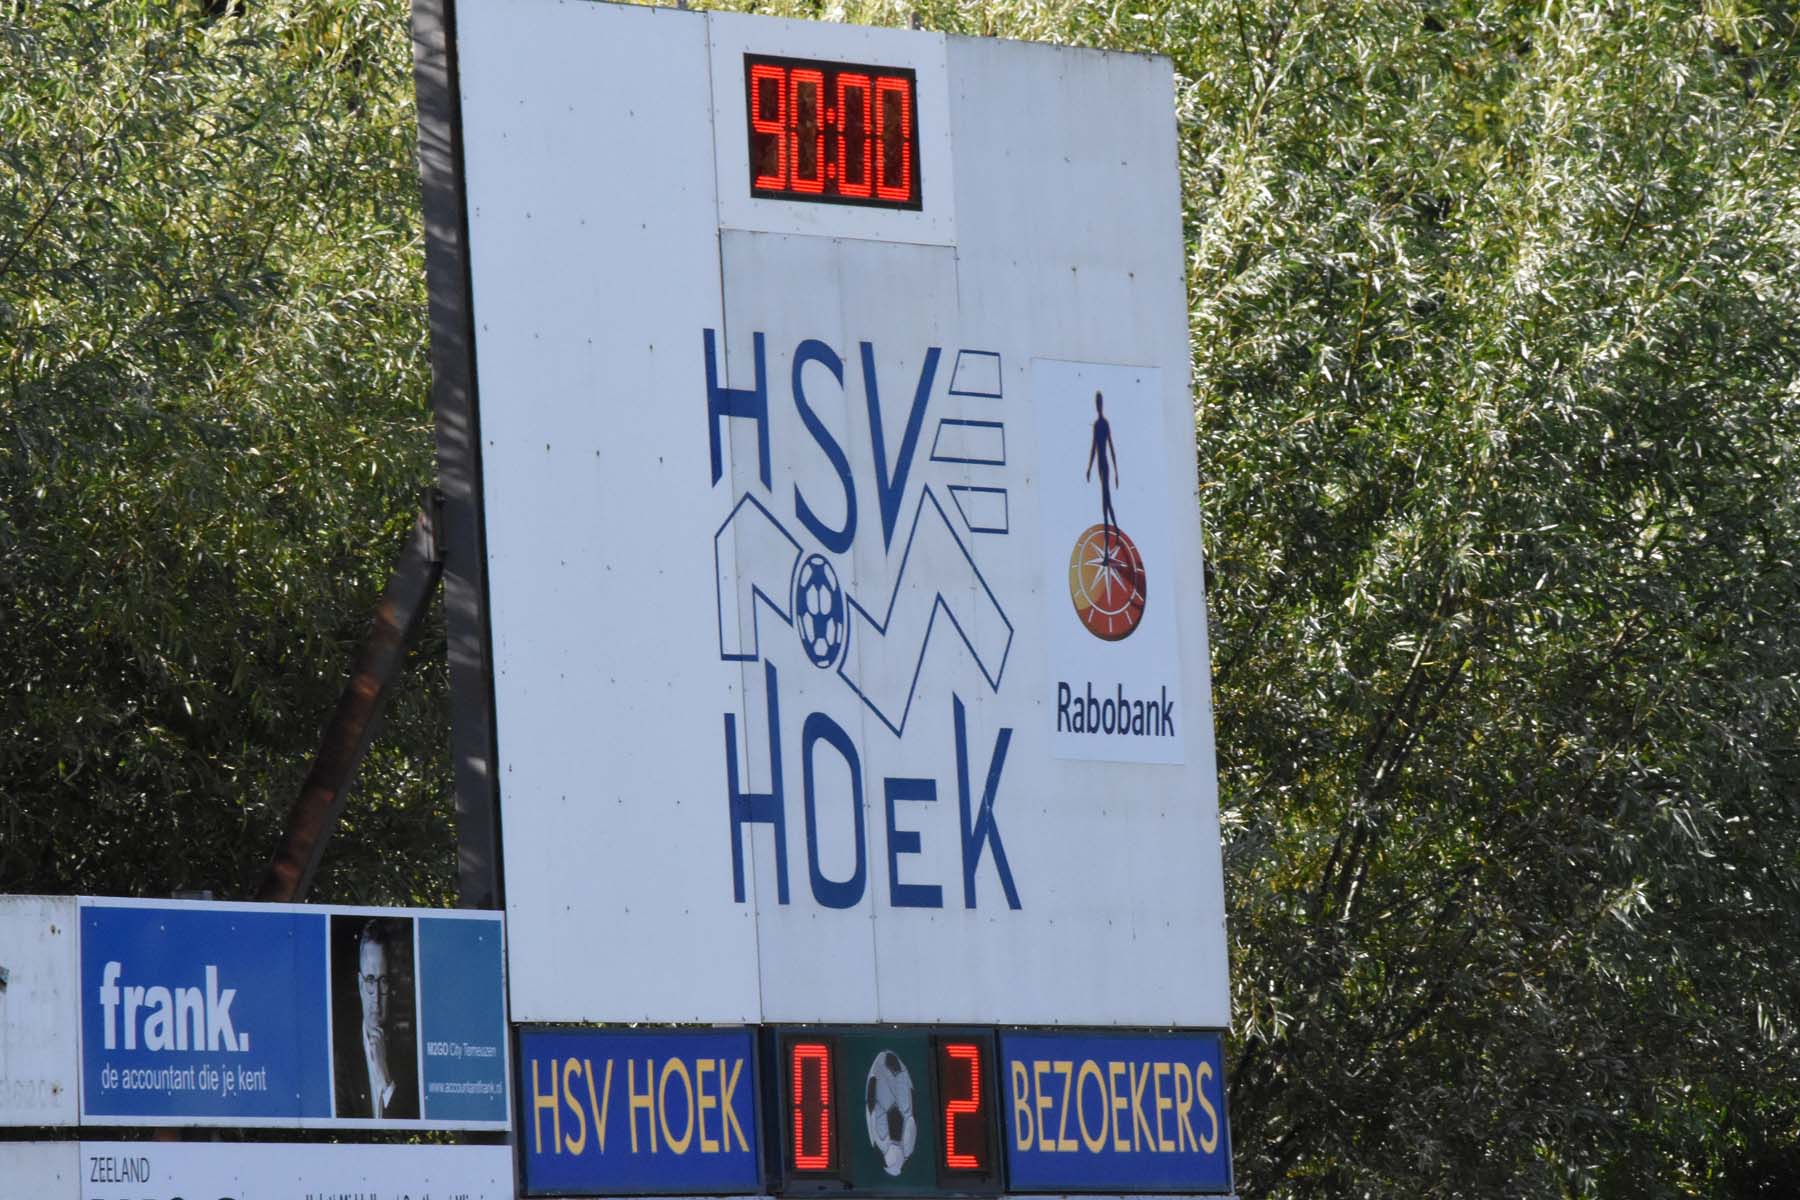 90:00
HSV
HOEK
Rabobank
frank.
de accountant die je kent
M2GO City Terneuzen
www.accountantfrank.nl
HSV HOEK
0
2
BEZOEKERS
ZEELAND